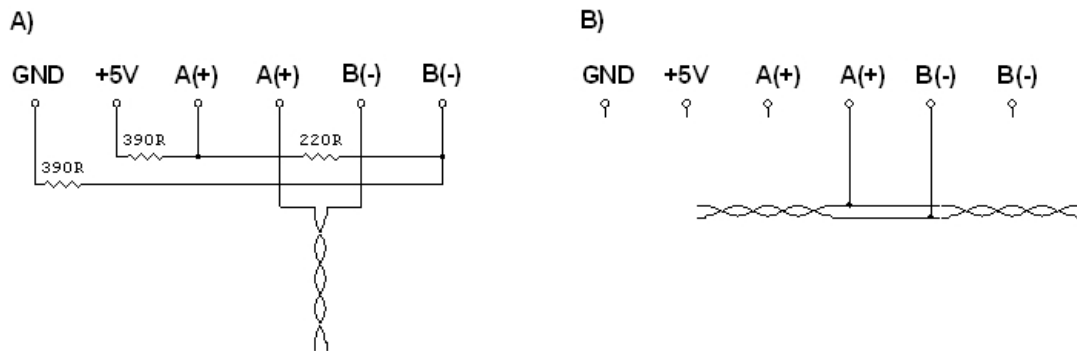 A)
GND +5V A(+) A(+) B(-) B(-)
390R 220R
390R
B)
GND +5V A(+) A(+) B(-) B(-)